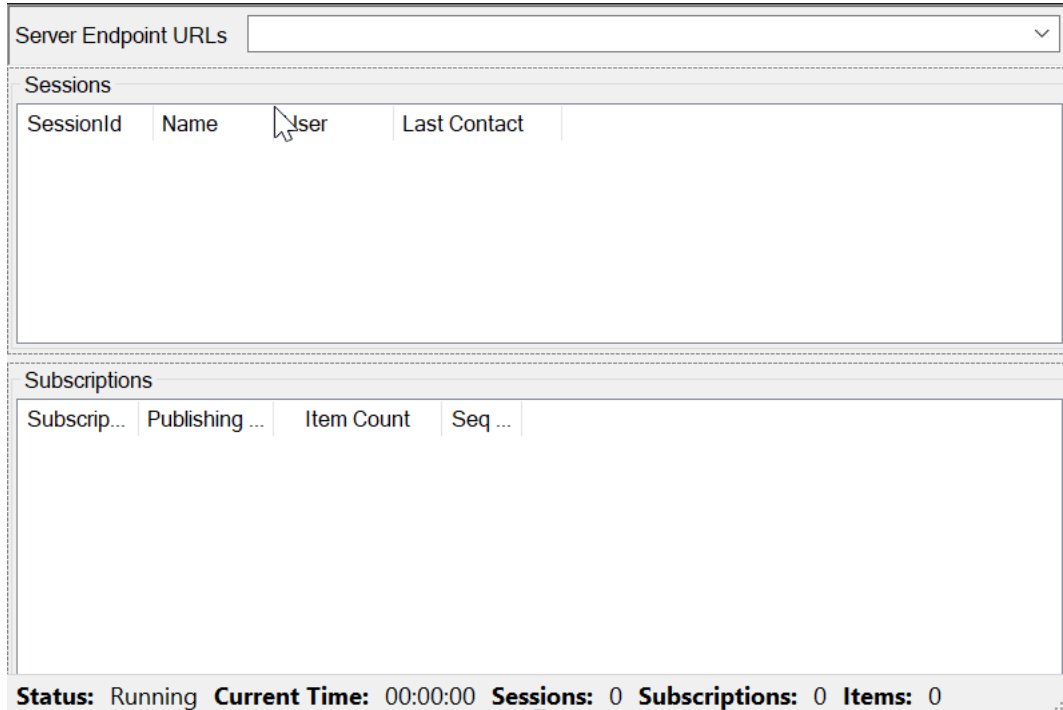 Server Endpoint URLs
Sessions
SessionId Name User Last Contact
Subscriptions
Subscrip... Publishing ... Item Count Seq ...
Status: Running Current Time: 00:00:00 Sessions: 0 Subscriptions: 0 Items: 0